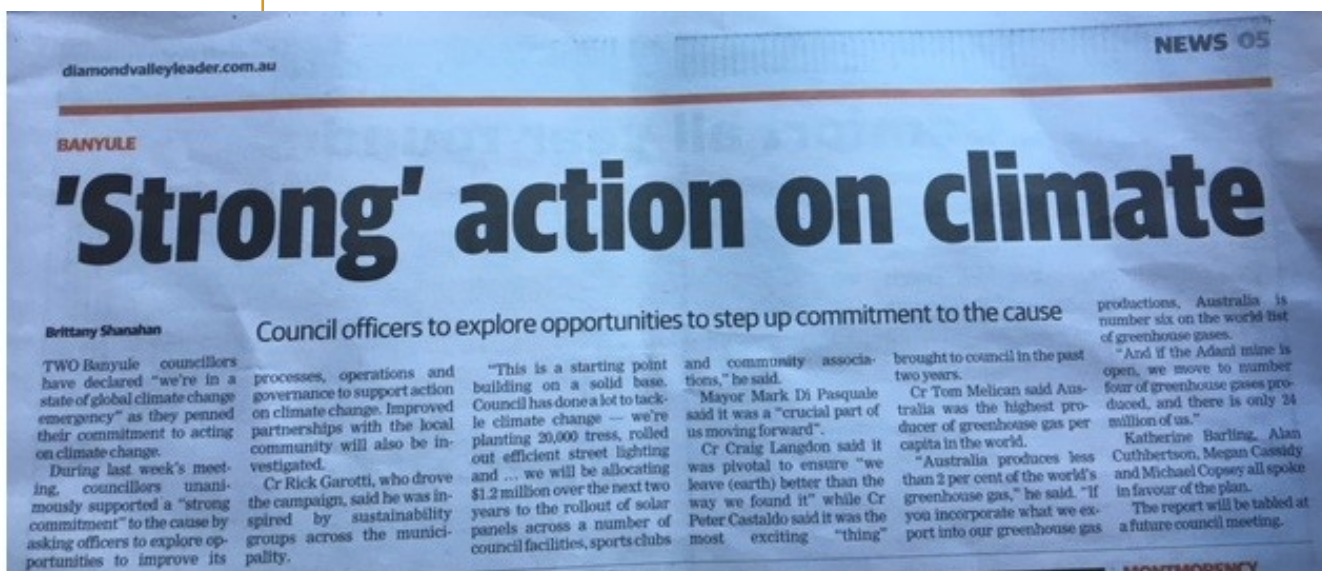 diamondvalleyleader.com.au
NEWS 05
BANYULE
'Strong' action on climate
Brittany Shanahan
Council officers to explore opportunities to step up commitment to the cause
TWO Banyule councillors
have declared "we're in a
state of global climate change
emergency" as they penned
their commitment to acting
on climate change.
During last week's meet-
ing, councillors unani-
mously supported a "strong
commitment" to the cause by
asking officers to explore op-
portunities to improve its
processes, operations and
governance to support action
on climate change. Improved
partnerships with the local
community will also be in-
vestigated.
Cr Rick Garotti, who drove
the campaign, said he was in-
spired by sustainability
groups across the munici-
pality.
"This is a starting point
building on a solid base.
Council has done a lot to tack-
le climate change — we're
planting 20,000 tress, rolled
out efficient street lighting
and ... we will be allocating
$1.2 million over the next two
years to the rollout of solar
panels across a number of
council facilities, sports clubs
and community associa-
tions," he said.
Mayor Mark Di Pasquale
said it was a "crucial part of
us moving forward".
Cr Craig Langdon said it
was pivotal to ensure "we
leave (earth) better than the
way we found it" while Cr
Peter Castaldo said it was the
most exciting "thing"
brought to council in the past
two years.
Cr Tom Melican said Aus-
tralia was the highest pro-
ducer of greenhouse gas per
capita in the world.
"Australia produces less
than 2 per cent of the world's
greenhouse gas," he said. "If
you incorporate what we ex-
port into our greenhouse gas
productions, Australia is
number six on the world list
of greenhouse gases.
"And if the Adani mine is
open, we move to number
four of greenhouse gases pro-
duced, and there is only 24
million of us."
Katherine Barling, Alan
Cuthbertson, Megan Cassidy
and Michael Copsey all spoke
in favour of the plan.
The report will be tabled at
a future council meeting.
MONTMORENCY